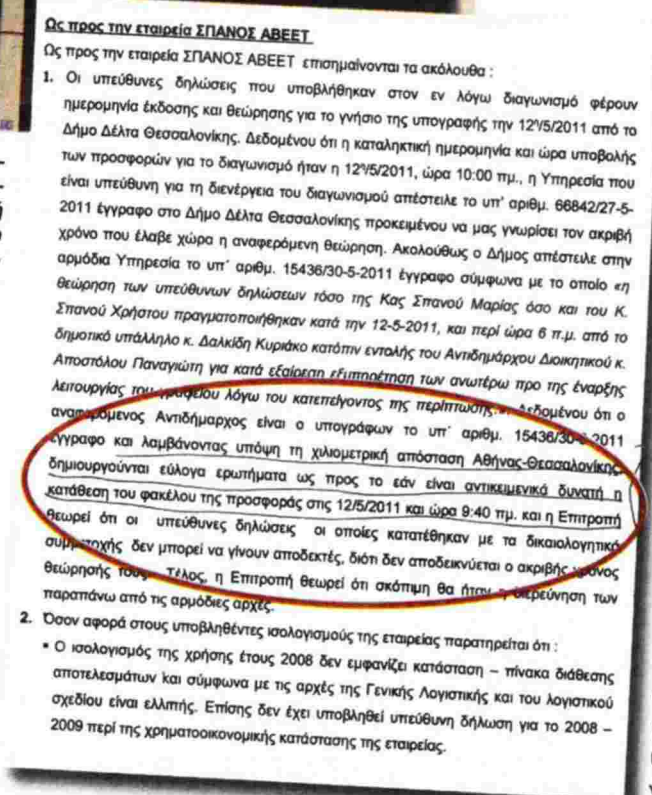 Ως προς την εταιρεία ΣΠΑΝΟΣ ΑΒΕΕΤ
Ως προς την εταιρεία ΣΠΑΝΟΣ ΑΒΕΕΤ επισημαίνονται τα ακόλουθα :
1. Οι υπεύθυνες δηλώσεις που υποβλήθηκαν στον εν λόγω διαγωνισμό φέρουν
ημερομηνία έκδοσης και θεώρησης για το γνήσιο της υπογραφής την 12η/5/2011 από το
Δήμο Δέλτα Θεσσαλονίκης. Δεδομένου ότι η καταληκτική ημερομηνία και ώρα υποβολής
των προσφορών για το διαγωνισμό ήταν η 12η/5/2011, ώρα 10:00 πμ., η Υπηρεσία που
είναι υπεύθυνη για τη διενέργεια του διαγωνισμού απέστειλε το υπ' αριθμ. 66842/27-5-
2011 έγγραφο στο Δήμο Δέλτα Θεσσαλονίκης προκειμένου να μας γνωρίσει τον ακριβή
χρόνο που έλαβε χώρα η αναφερόμενη θεώρηση. Ακολούθως ο Δήμος απέστειλε στην
αρμόδια Υπηρεσία το υπ' αριθμ. 15436/30-5-2011 έγγραφο σύμφωνα με το οποίο «η
θεώρηση των υπεύθυνων δηλώσεων τόσο της Κας Σπανού Μαρίας όσο και του Κ.
Σπανού Χρήστου πραγματοποιήθηκαν κατά την 12-5-2011, και περί ώρα 6 π.μ. από το
δημοτικό υπάλληλο κ. Δαλκίδη Κυριάκο κατόπιν εντολής του Αντιδημάρχου Διοικητικού κ.
Αποστόλου Παναγιώτη για κατά εξαίρεση εξυπηρέτηση των ανωτέρω προ της έναρξης
λειτουργίας του γραφείου λόγω του κατεπείγοντος της περίπτωσης.». Δεδομένου ότι ο
αναφερόμενος Αντιδήμαρχος είναι ο υπογράφων το υπ' αριθμ. 15436/30-5-2011
έγγραφο και λαμβάνοντας υπόψη τη χιλιομετρική απόσταση Αθήνας-Θεσσαλονίκης
δημιουργούνται εύλογα ερωτήματα ως προς το εάν είναι αντικειμενικά δυνατή η
κατάθεση του φακέλου της προσφοράς στις 12/5/2011 και ώρα 9:40 πμ. και η Επιτροπή
θεωρεί ότι οι υπεύθυνες δηλώσεις οι οποίες κατατέθηκαν με τα δικαιολογητικά
συμμετοχής δεν μπορεί να γίνουν αποδεκτές, διότι δεν αποδεικνύεται ο ακριβής χρόνος
θεώρησής τους. Τέλος, η Επιτροπή θεωρεί ότι σκόπιμη θα ήταν η διερεύνηση των
παραπάνω από τις αρμόδιες αρχές.
2. Όσον αφορά στους υποβληθέντες ισολογισμούς της εταιρείας παρατηρείται ότι :
▪ Ο ισολογισμός της χρήσης έτους 2008 δεν εμφανίζει κατάσταση – πίνακα διάθεσης
αποτελεσμάτων και σύμφωνα με τις αρχές της Γενικής Λογιστικής και του λογιστικού
σχεδίου είναι ελλιπής. Επίσης δεν έχει υποβληθεί υπεύθυνη δήλωση για το 2008 –
2009 περί της χρηματοοικονομικής κατάστασης της εταιρείας.